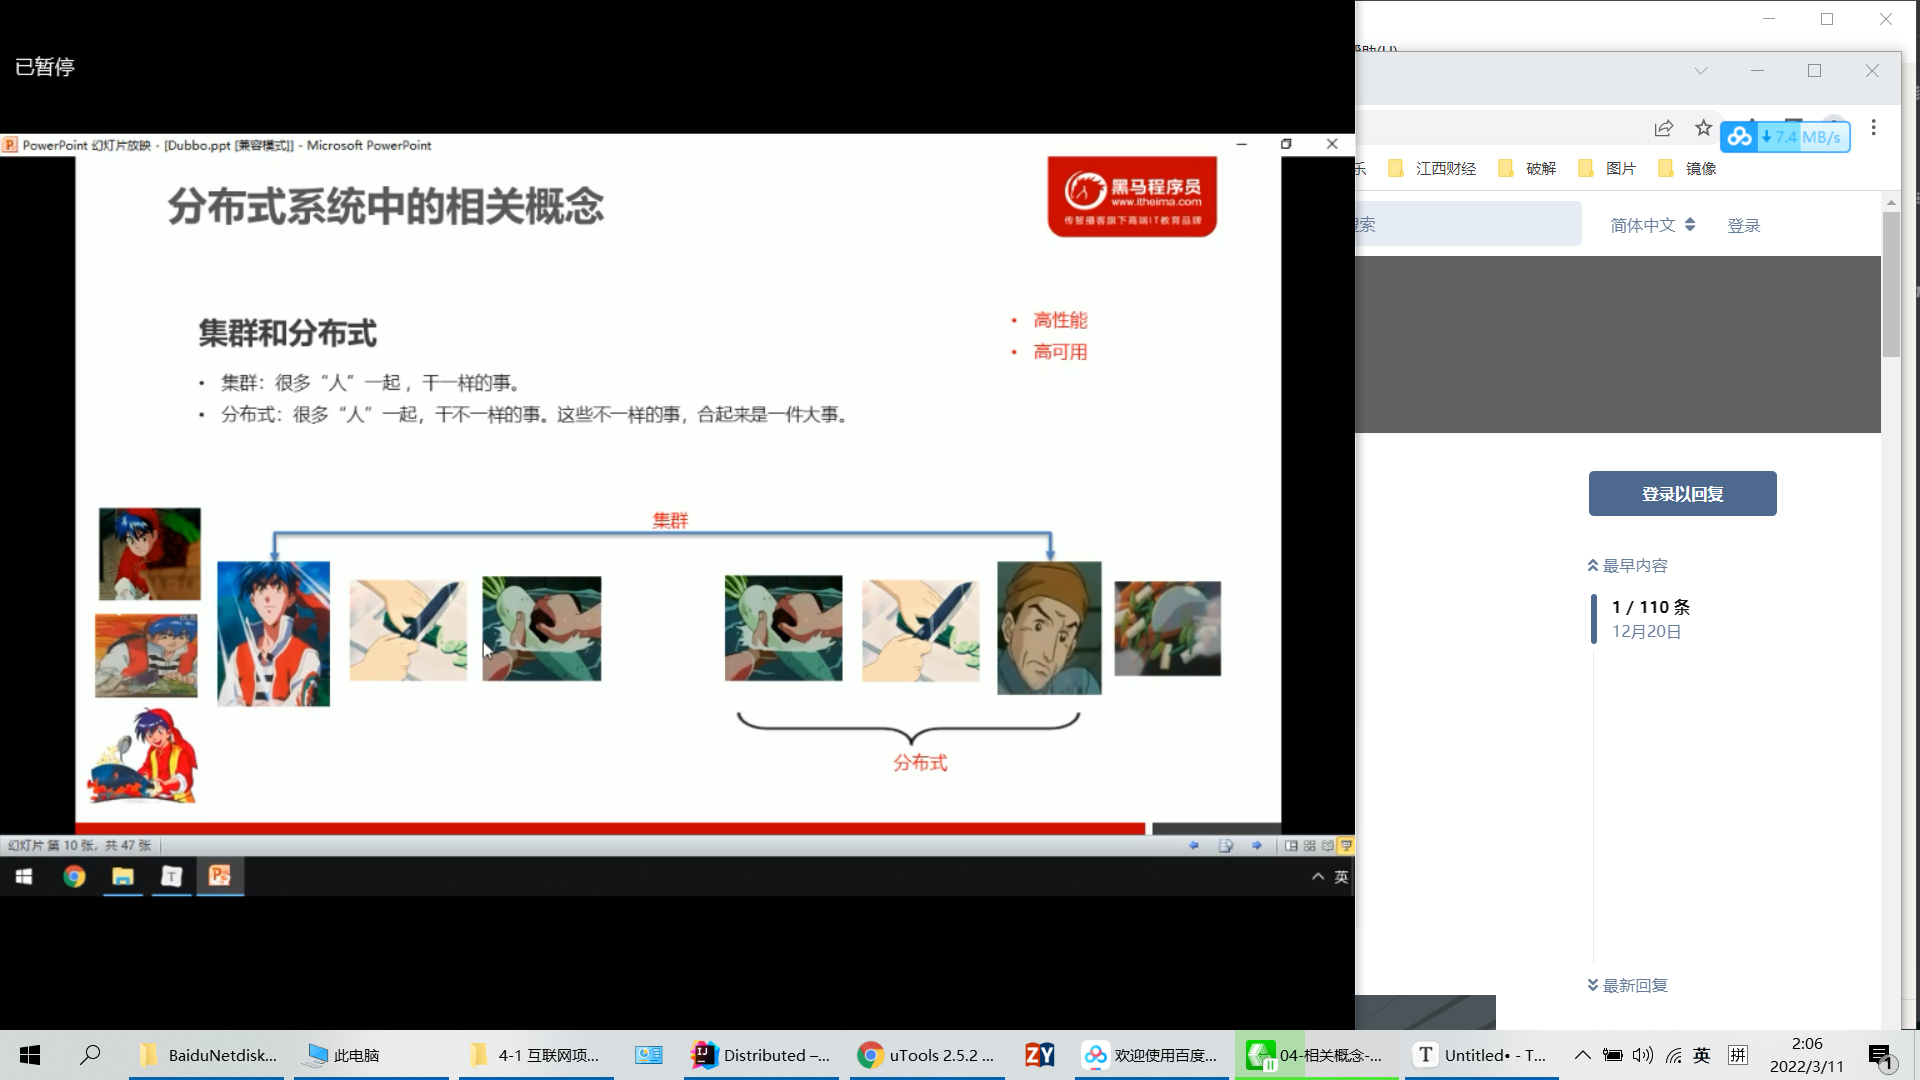 已暂停
PowerPoint 幻灯片放映 - [Dubbo.ppt [兼容模式]] - Microsoft PowerPoint
分布式系统中的相关概念
黑马程序员
www.itheima.com
传智播客旗下高端IT教育品牌
集群和分布式
• 高性能
• 高可用
• 集群：很多“人”一起，干一样的事。
• 分布式：很多“人”一起，干不一样的事。这些不一样的事，合起来是一件大事。
集群
分布式
幻灯片 第 10 张，共 47 张
英
7.4 MB/s
乐
江西财经
破解
图片
镜像
索
简体中文
登录
登录以回复
最早内容
1 / 110 条
12月20日
最新回复
BaiduNetdisk...
此电脑
4-1 互联网项...
Distributed –...
uTools 2.5.2 ...
ZY
欢迎使用百度...
04-相关概念-...
Untitled• - T...
英
拼
2:06
2022/3/11
1